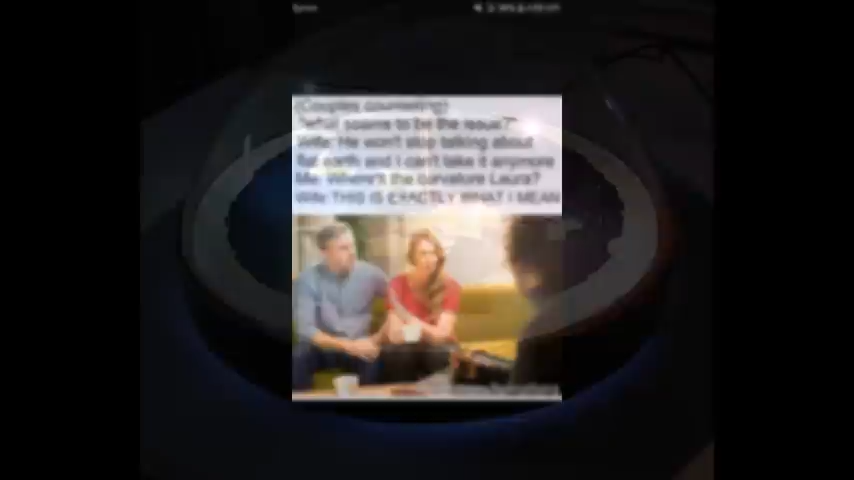 (Couples counseling)
"What seems to be the issue?"
Wife: He won't stop talking about
flat earth and I can't take it anymore
Me: Where's the curvature Laura?
Wife: THIS IS EXACTLY WHAT I MEAN